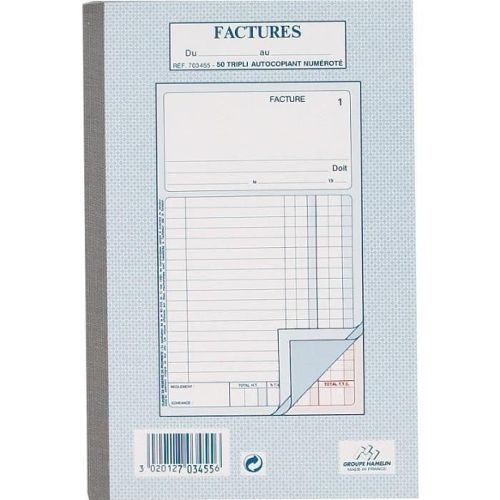 FACTURES
Du au
REF. 703455 - 50 TRIPLI AUTOCOPIANT NUMÉROTÉ
FACTURE 1
Doit
le 19
REGLEMENT TOTAL H.T. TOTAL T.T.C.
ECHEANCE
3 020127 034556
GROUPE HAMELIN
MADE IN FRANCE